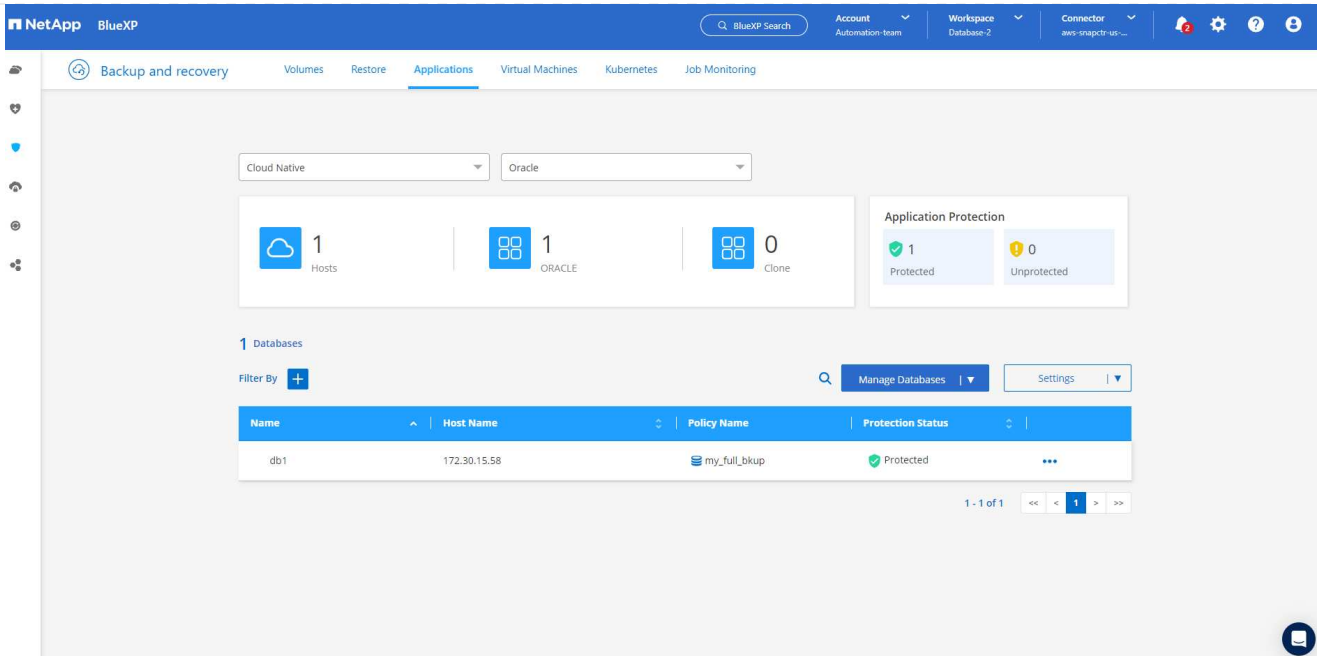 NetApp BlueXP
BlueXP Search
Account
Automation-team
Workspace
Database-2
Connector
aws-snapctr-us-...
2
Backup and recovery
Volumes Restore Applications Virtual Machines Kubernetes Job Monitoring
Cloud Native
Oracle
1
Hosts
1
ORACLE
0
Clone
Application Protection
1
Protected
0
Unprotected
1 Databases
Filter By +
Manage Databases
Settings
Name Host Name Policy Name Protection Status
db1 172.30.15.58 my_full_bkup Protected
1 - 1 of 1 << < 1 > >>